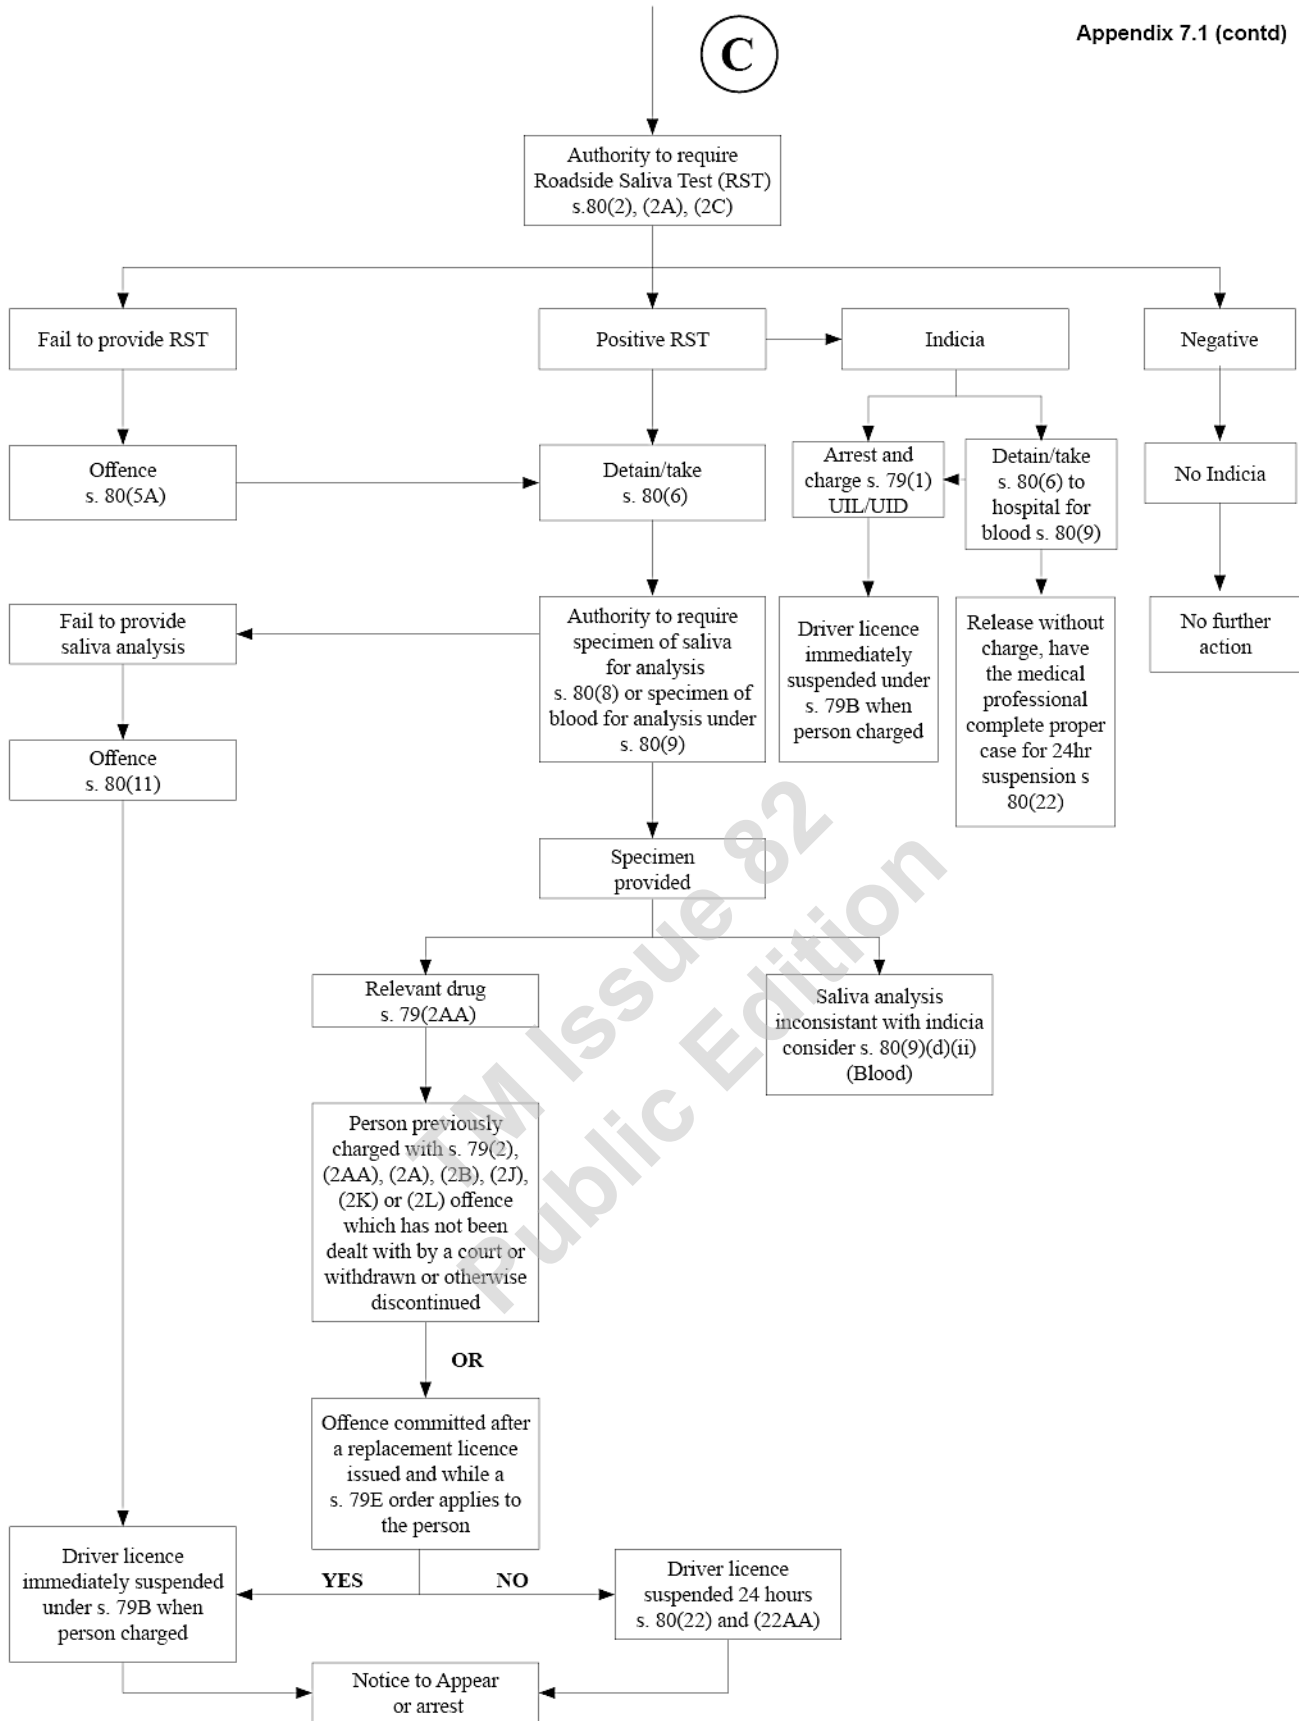 Appendix 7.1 (contd)
C
Authority to require
Roadside Saliva Test (RST)
s.80(2), (2A), (2C)
Fail to provide RST
Positive RST
Indicia
Negative
Offence
s. 80(5A)
Detain/take
s. 80(6)
Arrest and
charge s. 79(1)
UIL/UID
Detain/take
s. 80(6) to
hospital for
blood s. 80(9)
No Indicia
Fail to provide
saliva analysis
Authority to require
specimen of saliva
for analysis
s. 80(8) or specimen of
blood for analysis under
s. 80(9)
Driver licence
immediately
suspended under
s. 79B when
person charged
Release without
charge, have
the medical
professional
complete proper
case for 24hr
suspension s
80(22)
No further
action
Offence
s. 80(11)
Specimen
provided
Relevant drug
s. 79(2AA)
Saliva analysis
inconsistant with indicia
consider s. 80(9)(d)(ii)
(Blood)
Person previously
charged with s. 79(2),
(2AA), (2A), (2B), (2J),
(2K) or (2L) offence
which has not been
dealt with by a court or
withdrawn or otherwise
discontinued
OR
Offence committed after
a replacement licence
issued and while a
s. 79E order applies to
the person
YES
NO
Driver licence
immediately suspended
under s. 79B when
person charged
Driver licence
suspended 24 hours
s. 80(22) and (22AA)
Notice to Appear
or arrest
TM Issue 82
Public Edition